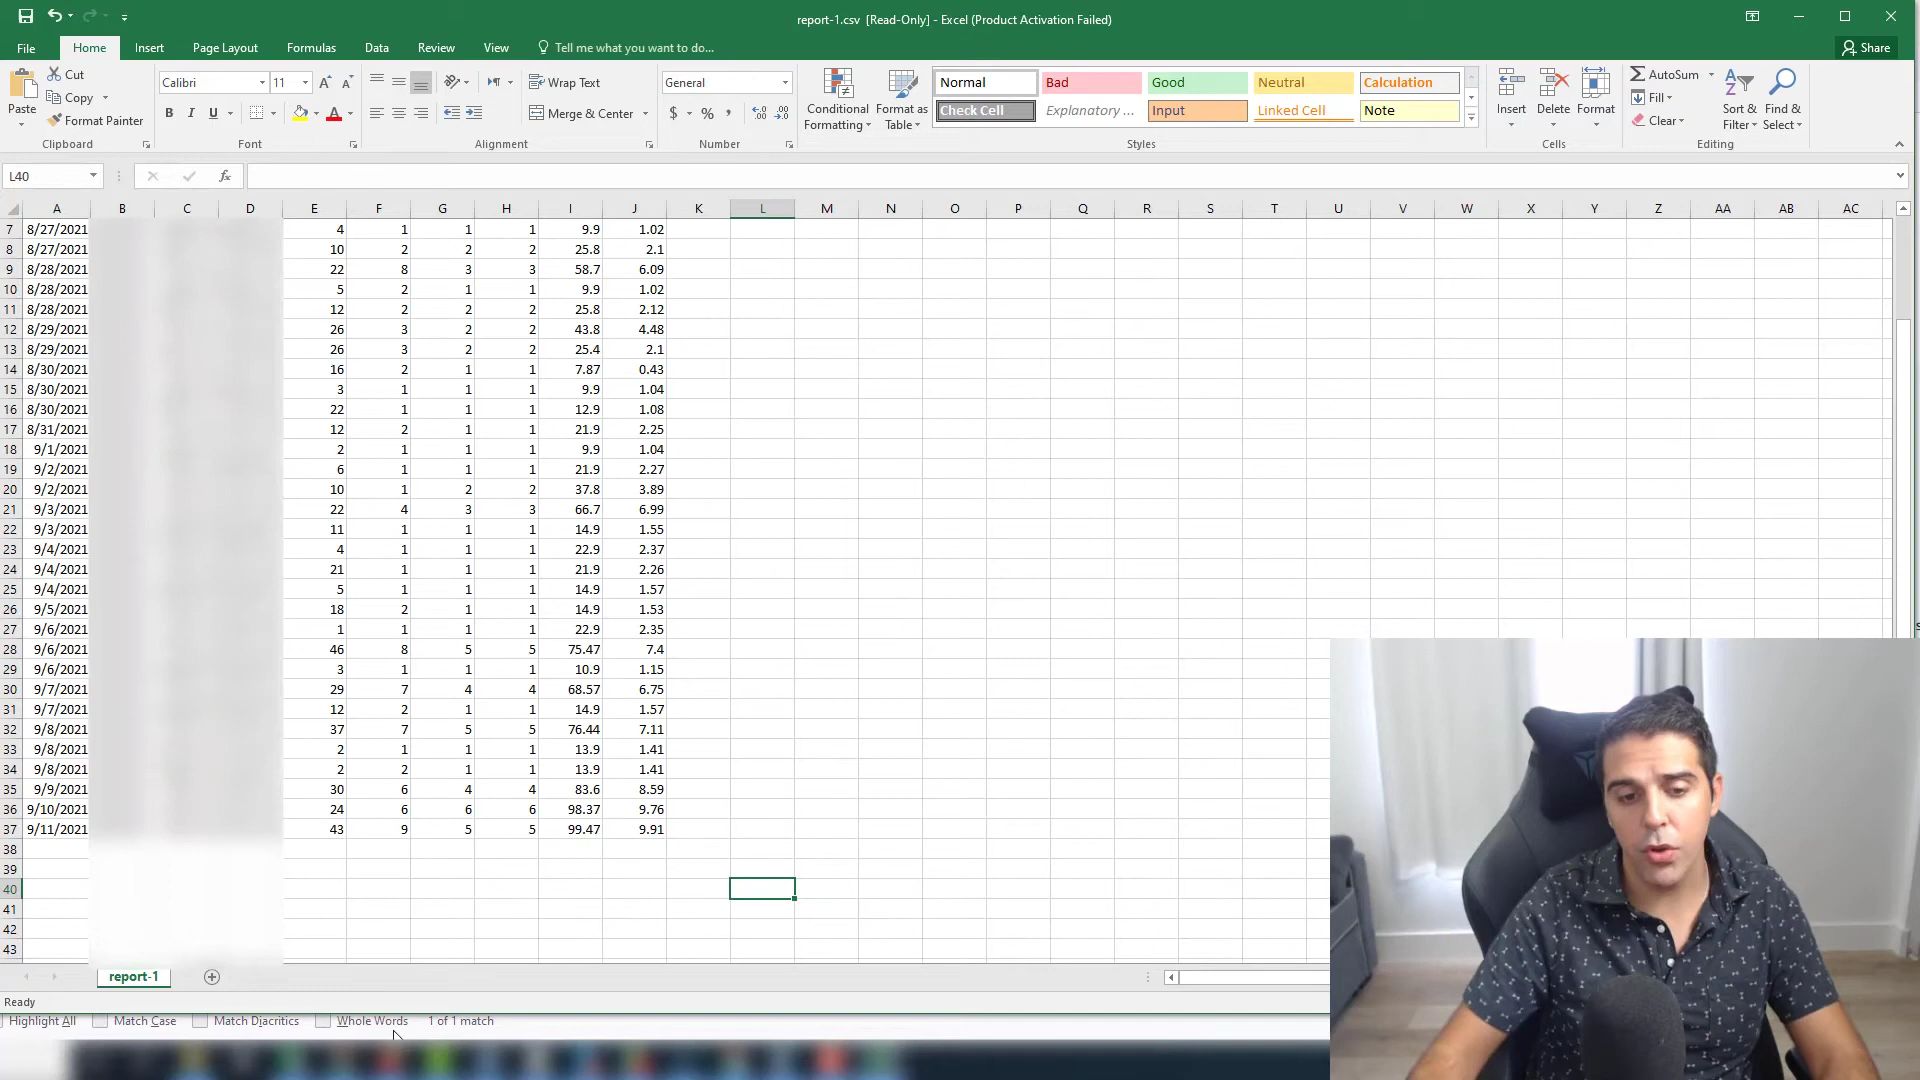 report-1.csv [Read-Only] - Excel (Product Activation Failed)
File Home Insert Page Layout Formulas Data Review View Tell me what you want to do... Share
Paste Cut Copy Format Painter Clipboard
Calibri 11 B I U Font
Wrap Text Merge & Center Alignment
General $ % , Number
Conditional Formatting Format as Table
Normal Bad Good Neutral Calculation
Check Cell Explanatory ... Input Linked Cell Note
Styles
Insert Delete Format Cells
AutoSum Fill Clear Sort & Filter Find & Select Editing
L40 fx
A B C D E F G H I J K L M N O P Q R S T U V W X Y Z AA AB AC
7 8/27/2021 4 1 1 1 9.9 1.02
8 8/27/2021 10 2 2 2 25.8 2.1
9 8/28/2021 22 8 3 3 58.7 6.09
10 8/28/2021 5 2 1 1 9.9 1.02
11 8/28/2021 12 2 2 2 25.8 2.12
12 8/29/2021 26 3 2 2 43.8 4.48
13 8/29/2021 26 3 2 2 25.4 2.1
14 8/30/2021 16 2 1 1 7.87 0.43
15 8/30/2021 3 1 1 1 9.9 1.04
16 8/30/2021 22 1 1 1 12.9 1.08
17 8/31/2021 12 2 1 1 21.9 2.25
18 9/1/2021 2 1 1 1 9.9 1.04
19 9/2/2021 6 1 1 1 21.9 2.27
20 9/2/2021 10 1 2 2 37.8 3.89
21 9/3/2021 22 4 3 3 66.7 6.99
22 9/3/2021 11 1 1 1 14.9 1.55
23 9/4/2021 4 1 1 1 22.9 2.37
24 9/4/2021 21 1 1 1 21.9 2.26
25 9/4/2021 5 1 1 1 14.9 1.57
26 9/5/2021 18 2 1 1 14.9 1.53
27 9/6/2021 1 1 1 1 22.9 2.35
28 9/6/2021 46 8 5 5 75.47 7.4
29 9/6/2021 3 1 1 1 10.9 1.15
30 9/7/2021 29 7 4 4 68.57 6.75
31 9/7/2021 12 2 1 1 14.9 1.57
32 9/8/2021 37 7 5 5 76.44 7.11
33 9/8/2021 2 1 1 1 13.9 1.41
34 9/8/2021 2 2 1 1 13.9 1.41
35 9/9/2021 30 6 4 4 83.6 8.59
36 9/10/2021 24 6 6 6 98.37 9.76
37 9/11/2021 43 9 5 5 99.47 9.91
38
39
40
41
42
43
report-1
Ready
Highlight All Match Case Match Diacritics Whole Words 1 of 1 match